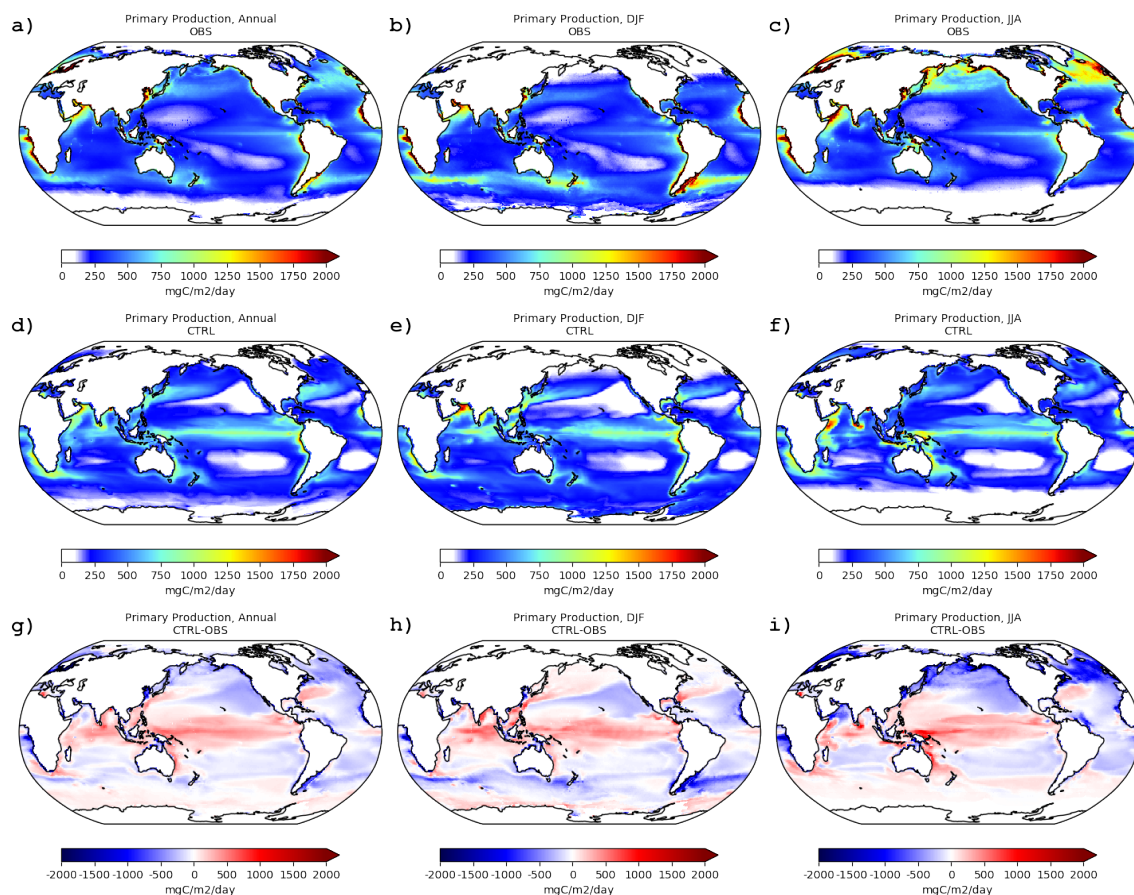 a)
Primary Production, Annual
OBS
0 250 500 750 1000 1250 1500 1750 2000
mgC/m2/day
b)
Primary Production, DJF
OBS
0 250 500 750 1000 1250 1500 1750 2000
mgC/m2/day
c)
Primary Production, JJA
OBS
0 250 500 750 1000 1250 1500 1750 2000
mgC/m2/day
d)
Primary Production, Annual
CTRL
0 250 500 750 1000 1250 1500 1750 2000
mgC/m2/day
e)
Primary Production, DJF
CTRL
0 250 500 750 1000 1250 1500 1750 2000
mgC/m2/day
f)
Primary Production, JJA
CTRL
0 250 500 750 1000 1250 1500 1750 2000
mgC/m2/day
g)
Primary Production, Annual
CTRL-OBS
-2000 -1500 -1000 -500 0 500 1000 1500 2000
mgC/m2/day
h)
Primary Production, DJF
CTRL-OBS
-2000 -1500 -1000 -500 0 500 1000 1500 2000
mgC/m2/day
i)
Primary Production, JJA
CTRL-OBS
-2000 -1500 -1000 -500 0 500 1000 1500 2000
mgC/m2/day